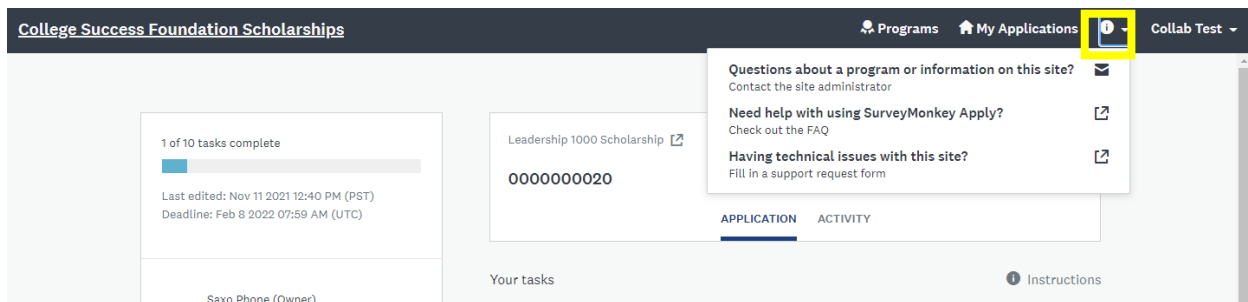 College Success Foundation Scholarships
Programs
My Applications
Collab Test
Questions about a program or information on this site?
Contact the site administrator
Need help with using SurveyMonkey Apply?
Check out the FAQ
Having technical issues with this site?
Fill in a support request form
1 of 10 tasks complete
Last edited: Nov 11 2021 12:40 PM (PST)
Deadline: Feb 8 2022 07:59 AM (UTC)
Saxo Phone (Owner)
Leadership 1000 Scholarship
0000000020
APPLICATION
ACTIVITY
Your tasks
Instructions